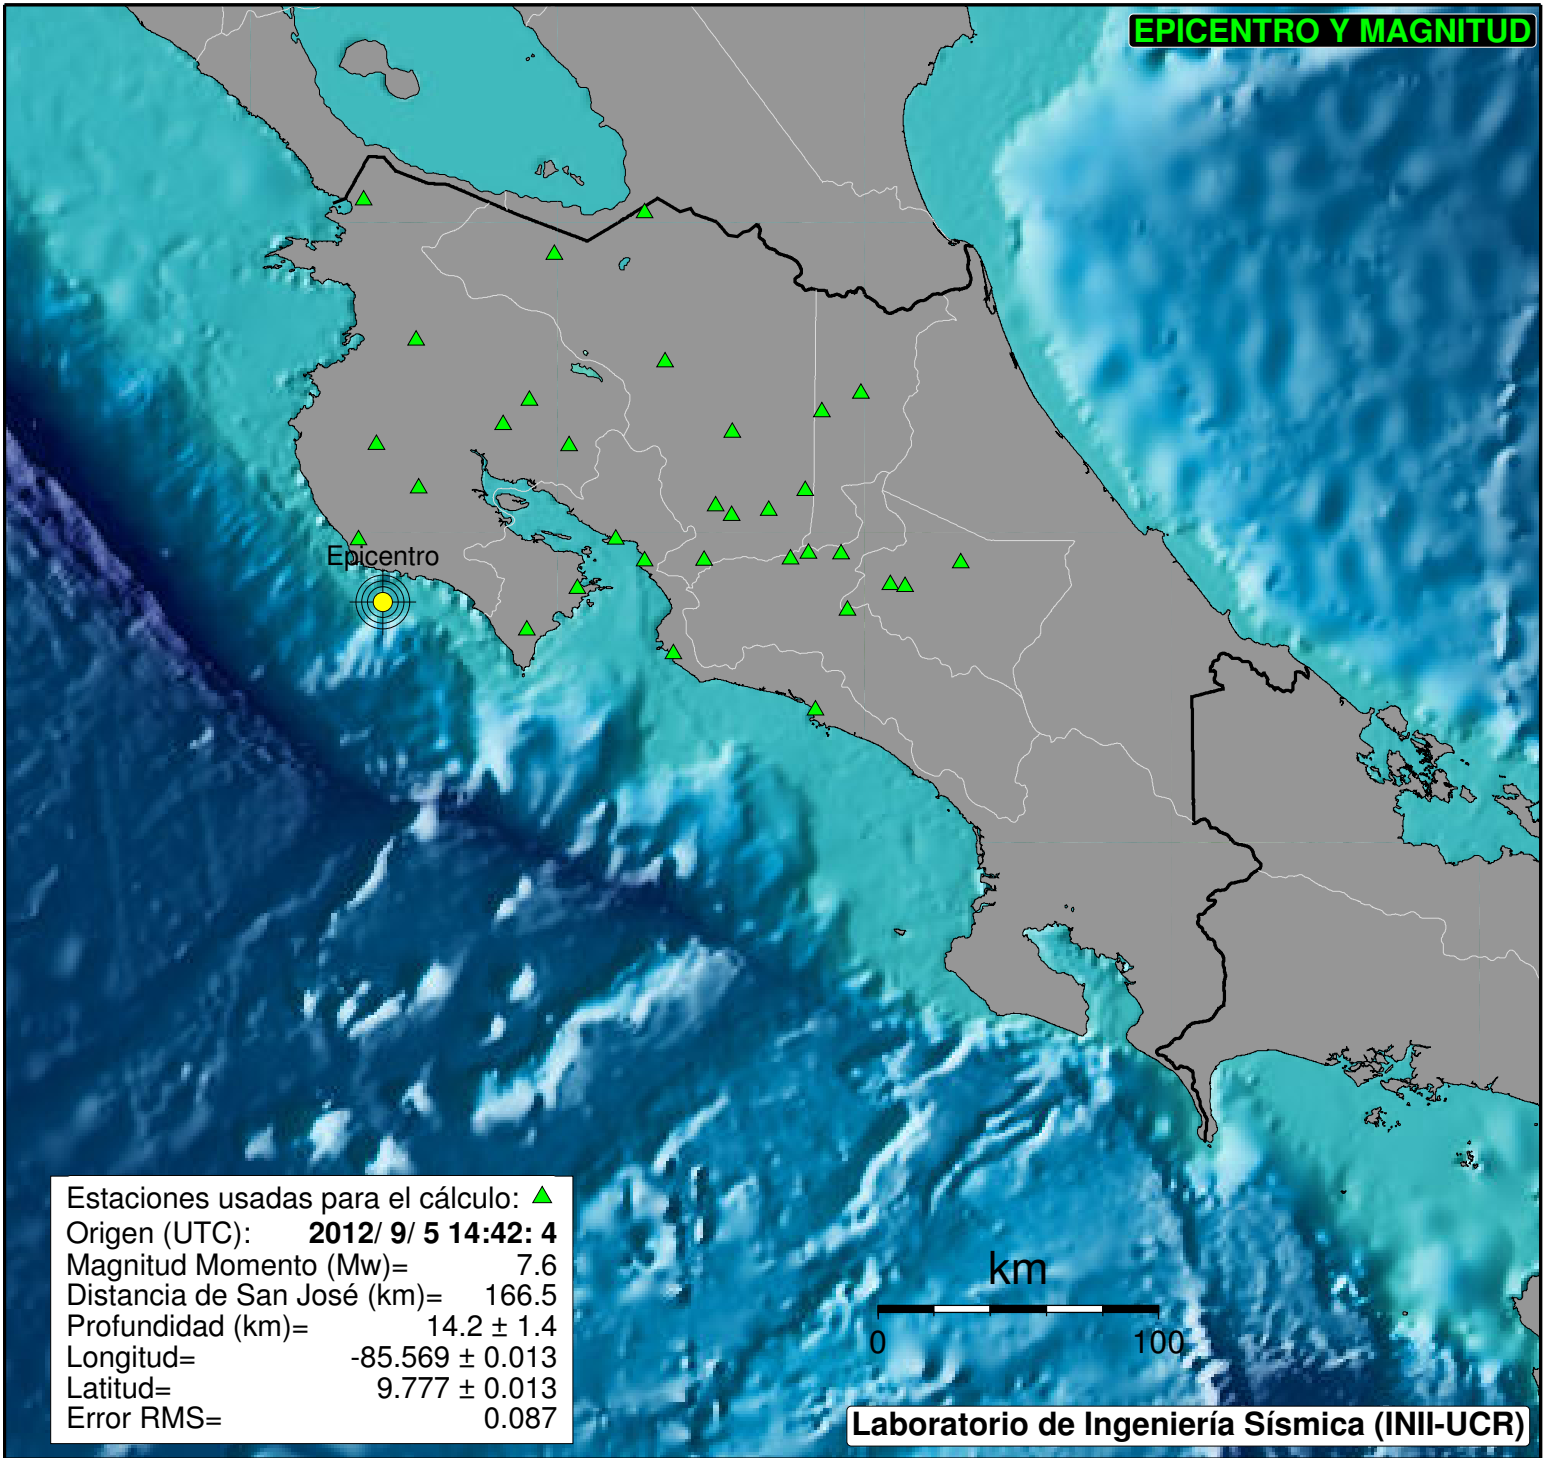 EPICENTRO Y MAGNITUD
Epicentro
Estaciones usadas para el cálculo:
Origen (UTC): 2012/ 9/ 5 14:42: 4
Magnitud Momento (Mw)= 7.6
Distancia de San José (km)= 166.5
Profundidad (km)= 14.2 ± 1.4
Longitud= -85.569 ± 0.013
Latitud= 9.777 ± 0.013
Error RMS= 0.087
km
0 100
Laboratorio de Ingeniería Sísmica (INII-UCR)